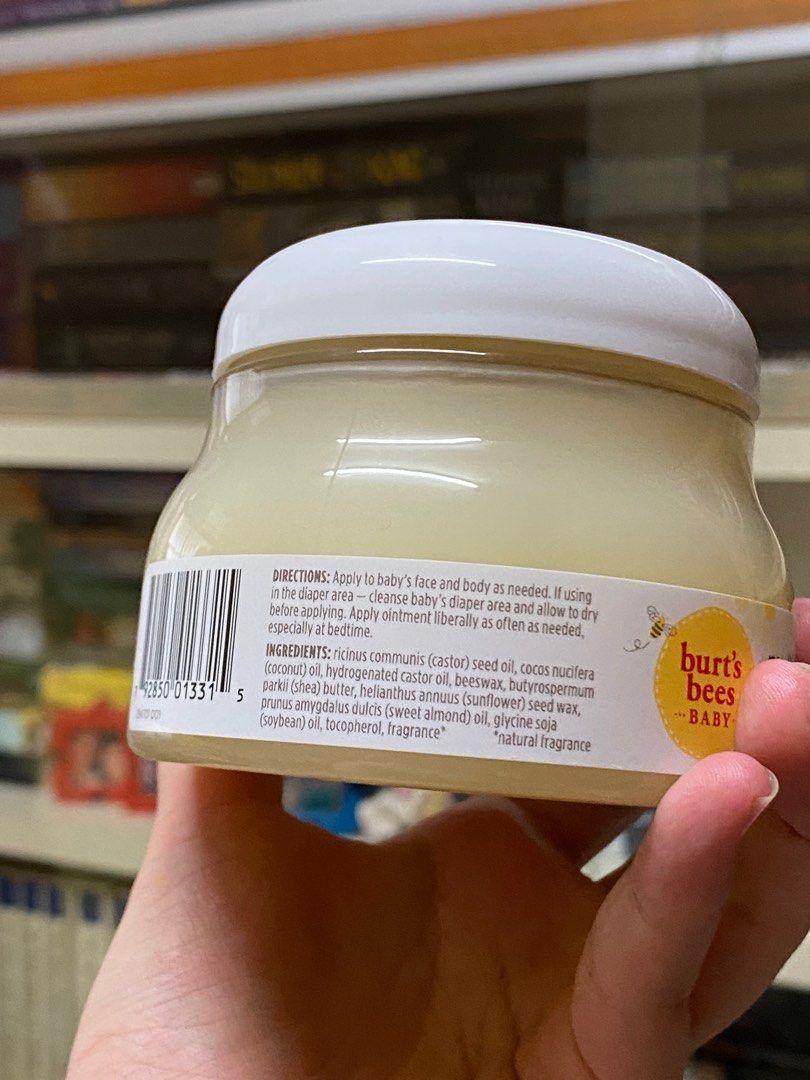 DIRECTIONS: Apply to baby's face and body as needed. If using
in the diaper area — cleanse baby's diaper area and allow to dry
before applying. Apply ointment liberally as often as needed,
especially at bedtime.
INGREDIENTS: ricinus communis (castor) seed oil, cocos nucifera
(coconut) oil, hydrogenated castor oil, beeswax, butyrospermum
parkii (shea) butter, helianthus annuus (sunflower) seed wax,
prunus amygdalus dulcis (sweet almond) oil, glycine soja
(soybean) oil, tocopherol, fragrance*
*natural fragrance
92850 01331 5
burt's
bees
BABY